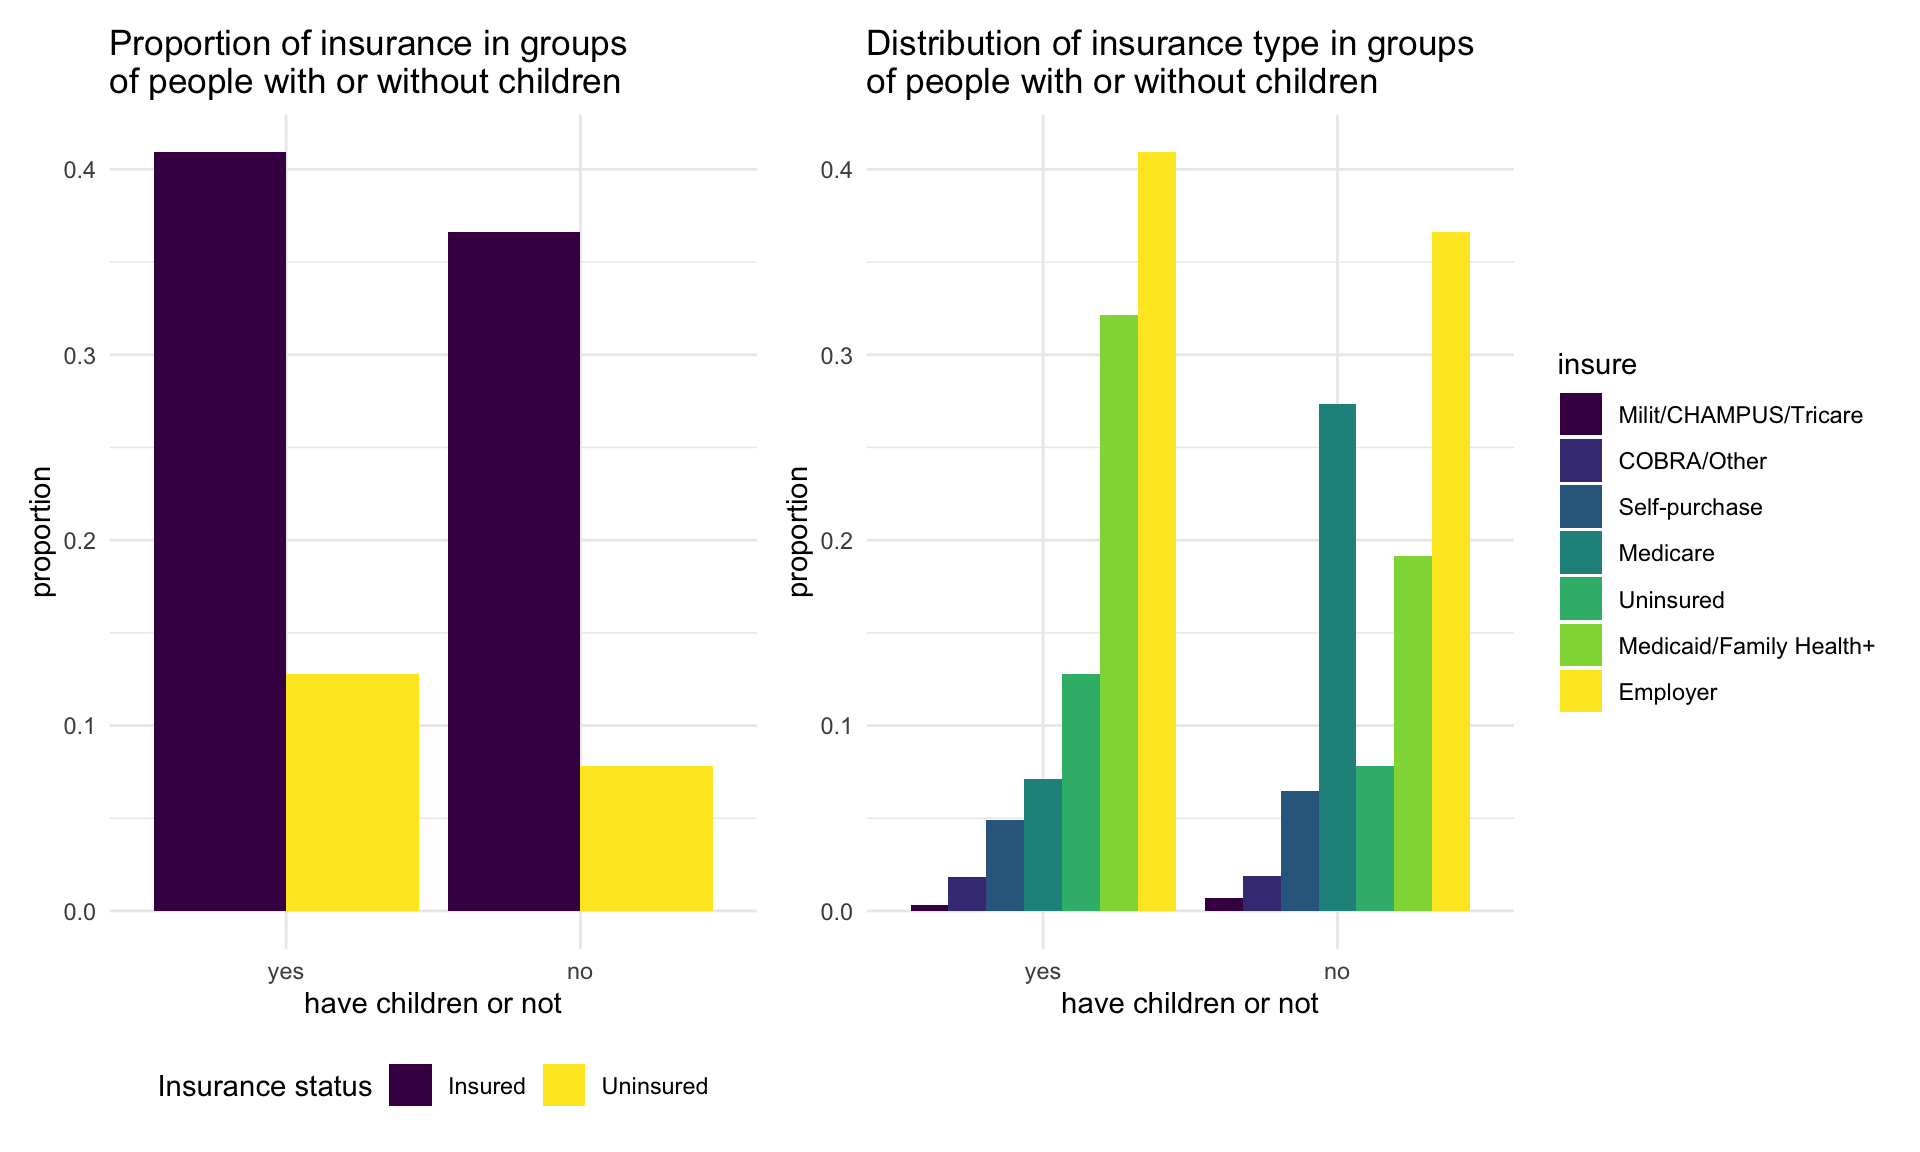 Proportion of insurance in groups
of people with or without children
proportion
0.4
0.3
0.2
0.1
0.0
yes
no
have children or not
Insurance status
Insured
Uninsured
Distribution of insurance type in groups
of people with or without children
proportion
0.4
0.3
0.2
0.1
0.0
yes
no
have children or not
insure
Milit/CHAMPUS/Tricare
COBRA/Other
Self-purchase
Medicare
Uninsured
Medicaid/Family Health+
Employer